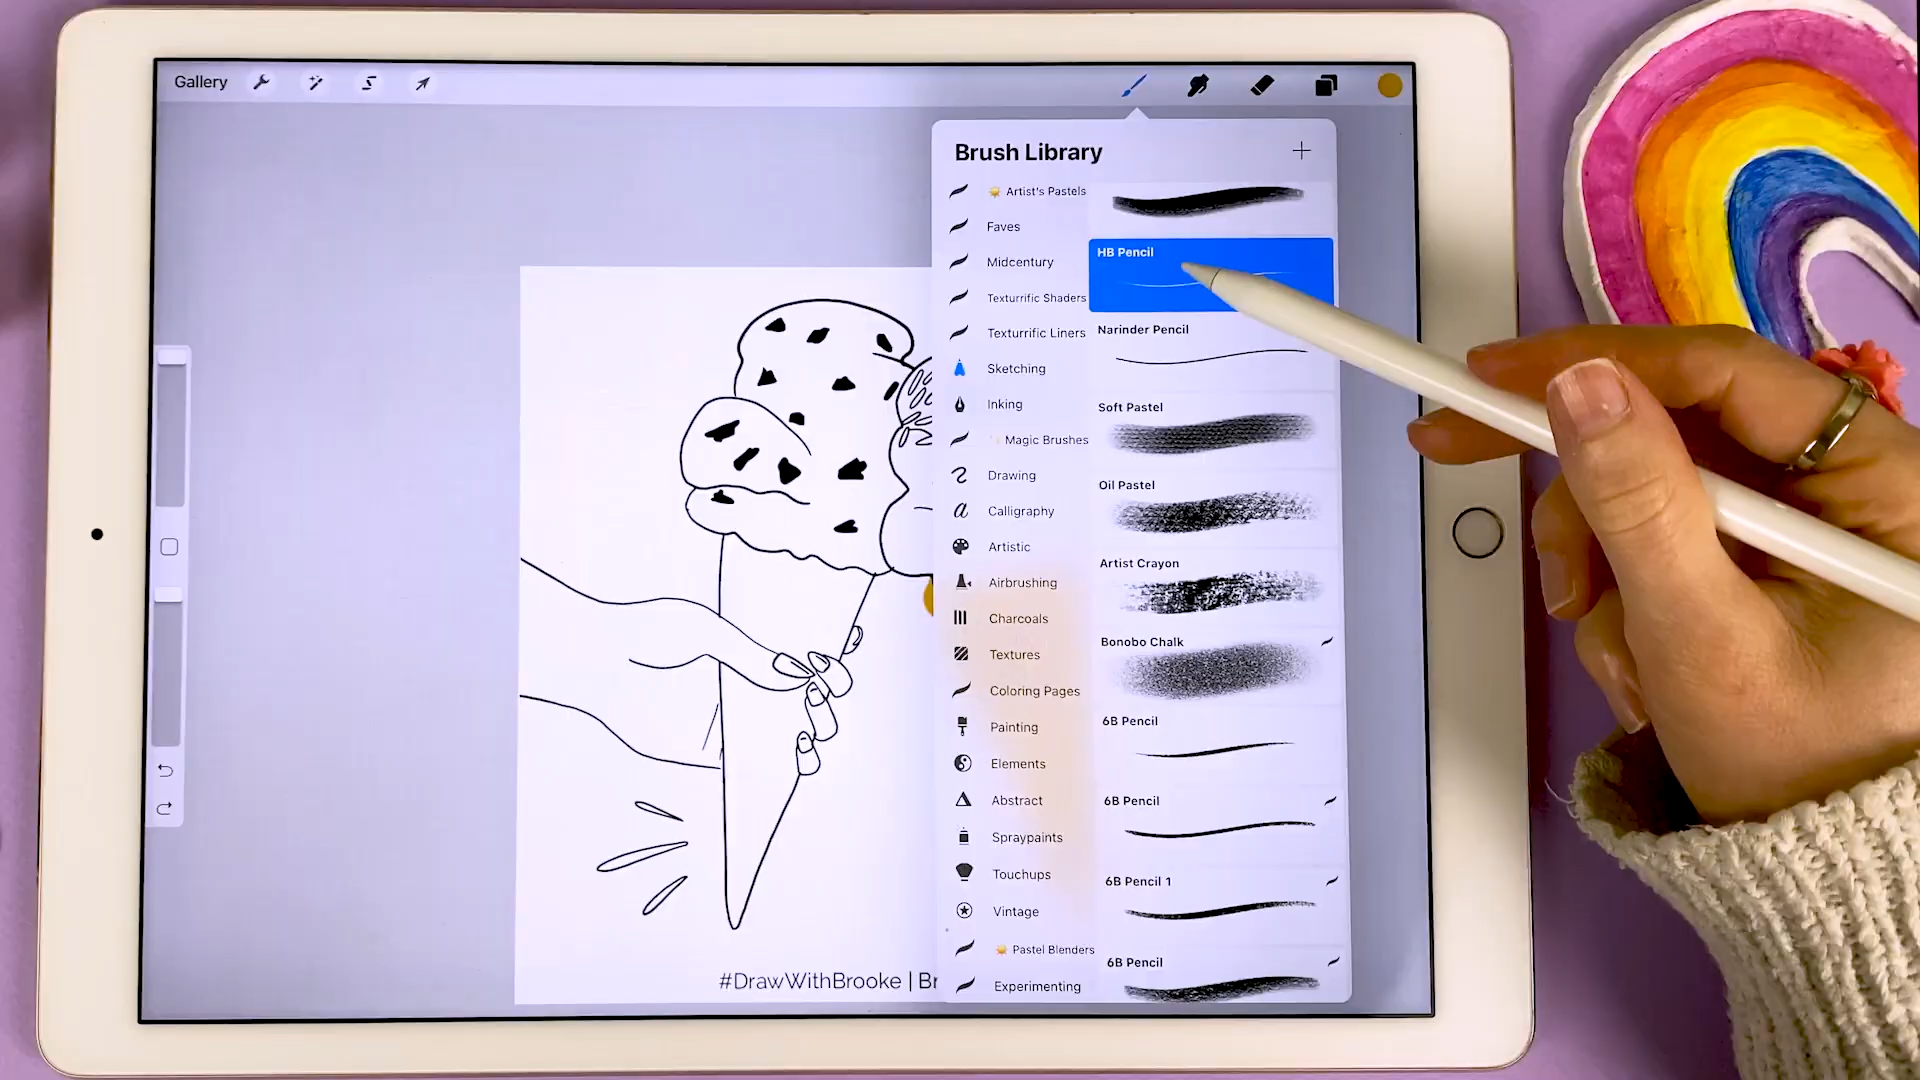 Gallery
Brush Library
Artist's Pastels
Faves
Midcentury
Texturrific Shaders
Texturrific Liners
Sketching
Inking
Magic Brushes
Drawing
Calligraphy
Artistic
Airbrushing
Charcoals
Textures
Coloring Pages
Painting
Elements
Abstract
Spraypaints
Touchups
Vintage
Pastel Blenders
Experimenting
HB Pencil
Narinder Pencil
Soft Pastel
Oil Pastel
Artist Crayon
Bonobo Chalk
6B Pencil
6B Pencil
6B Pencil 1
6B Pencil
#DrawWithBrooke | Br